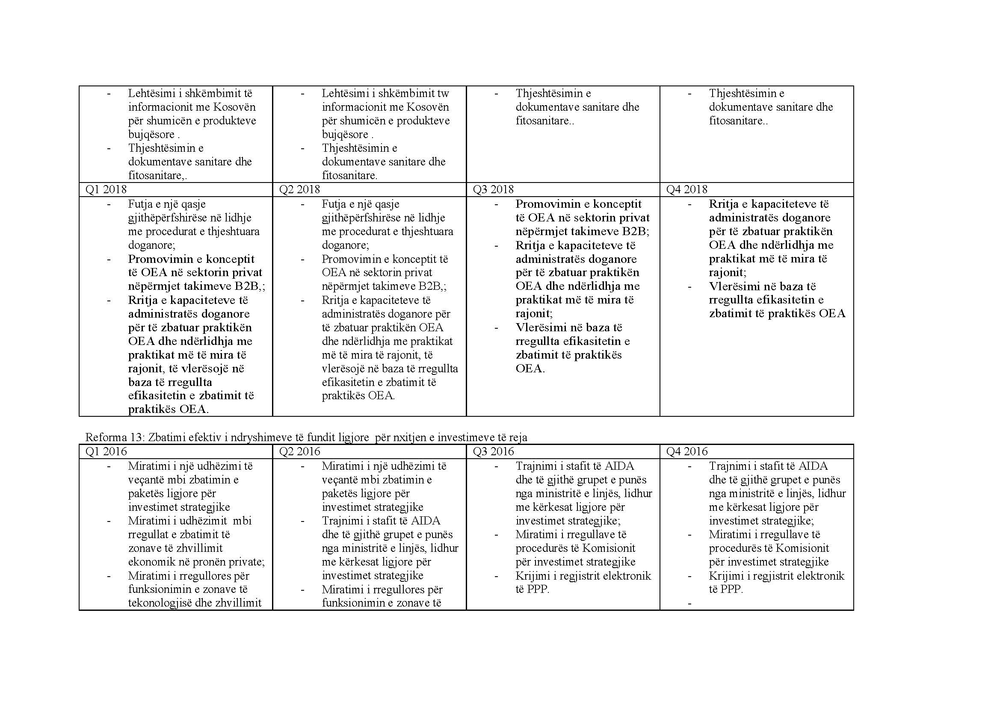 - Lehtësimi i shkëmbimit të
informacionit me Kosovën
për shumicën e produkteve
bujqësore .
- Thjeshtësimin e
dokumentave sanitare dhe
fitosanitare,.
- Lehtësimi i shkëmbimit tw
informacionit me Kosovën
për shumicën e produkteve
bujqësore .
- Thjeshtësimin e
dokumentave sanitare dhe
fitosanitare.
- Thjeshtësimin e
dokumentave sanitare dhe
fitosanitare..
- Thjeshtësimin e
dokumentave sanitare dhe
fitosanitare..
Q1 2018
Q2 2018
Q3 2018
Q4 2018
- Futja e një qasje
gjithëpërfshirëse në lidhje
me procedurat e thjeshtuara
doganore;
- Promovimin e konceptit
të OEA në sektorin privat
nëpërmjet takimeve B2B,;
- Rritja e kapaciteteve të
administratës doganore
për të zbatuar praktikën
OEA dhe ndërlidhja me
praktikat më të mira të
rajonit, të vlerësojë në
baza të rregullta
efikasitetin e zbatimit të
praktikës OEA.
- Futja e një qasje
gjithëpërfshirëse në lidhje
me procedurat e thjeshtuara
doganore;
- Promovimin e konceptit të
OEA në sektorin privat
nëpërmjet takimeve B2B,;
- Rritja e kapaciteteve të
administratës doganore për
të zbatuar praktikën OEA
dhe ndërlidhja me praktikat
më të mira të rajonit, të
vlerësojë në baza të rregullta
efikasitetin e zbatimit të
praktikës OEA.
- Promovimin e konceptit
të OEA në sektorin privat
nëpërmjet takimeve B2B;
- Rritja e kapaciteteve të
administratës doganore
për të zbatuar praktikën
OEA dhe ndërlidhja me
praktikat më të mira të
rajonit;
- Vlerësimi në baza të
rregullta efikasitetin e
zbatimit të praktikës
OEA.
- Rritja e kapaciteteve të
administratës doganore
për të zbatuar praktikën
OEA dhe ndërlidhja me
praktikat më të mira të
rajonit;
- Vlerësimi në baza të
rregullta efikasitetin e
zbatimit të praktikës OEA
Reforma 13: Zbatimi efektiv i ndryshimeve të fundit ligjore  për nxitjen e investimeve të reja
Q1 2016
Q2 2016
Q3 2016
Q4 2016
- Miratimi i një udhëzimi të
veçantë mbi zbatimin e
paketës ligjore për
investimet strategjike
- Miratimi i udhëzimit  mbi
rregullat e zbatimit të
zonave të zhvillimit
ekonomik në pronën private;
- Miratimi i rregullores për
funksionimin e zonave të
tekonologjisë dhe zhvillimit
- Miratimi i një udhëzimi të
veçantë mbi zbatimin e
paketës ligjore për
investimet strategjike
- Trajnimi i stafit të AIDA
dhe të gjithë grupet e punës
nga ministritë e linjës, lidhur
me kërkesat ligjore për
investimet strategjike
- Miratimi i rregullores për
funksionimin e zonave të
- Trajnimi i stafit të AIDA
dhe të gjithë grupet e punës
nga ministritë e linjës, lidhur
me kërkesat ligjore për
investimet strategjike;
- Miratimi i rregullave të
procedurës të Komisionit
për investimet strategjike
- Krijimi i regjistrit elektronik
të PPP.
- Trajnimi i stafit të AIDA
dhe të gjithë grupet e punës
nga ministritë e linjës, lidhur
me kërkesat ligjore për
investimet strategjike;
- Miratimi i rregullave të
procedurës të Komisionit
për investimet strategjike
- Krijimi i regjistrit elektronik
të PPP.
-